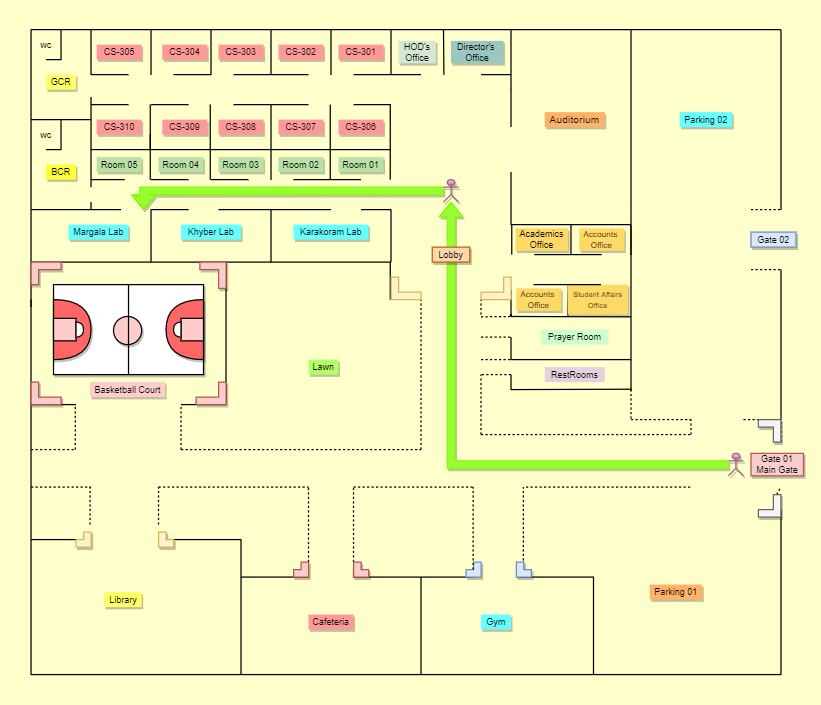 wc
CS-305
CS-304
CS-303
CS-302
CS-301
HOD's
Office
Director's
Office
GCR
CS-310
CS-309
CS-308
CS-307
CS-306
Auditorium
Parking 02
wc
BCR
Room 05
Room 04
Room 03
Room 02
Room 01
Margala Lab
Khyber Lab
Karakoram Lab
Academics
Office
Accounts
Office
Gate 02
Lobby
Accounts
Office
Student Affairs
Office
Prayer Room
Lawn
RestRooms
Basketball Court
Gate 01
Main Gate
Library
Parking 01
Cafeteria
Gym